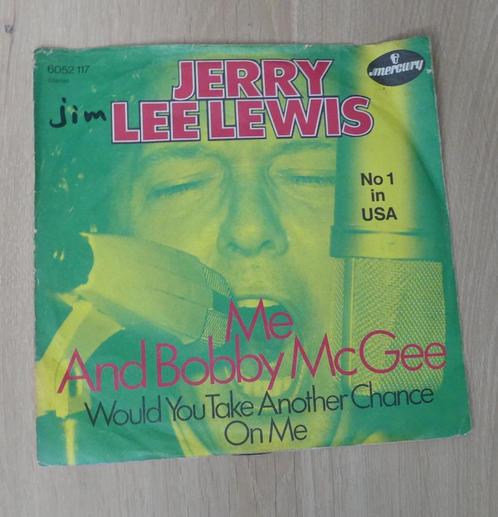 6052 117
stereo
mercury
JERRY
jim LEE LEWIS
No 1
in
USA
Me
And Bobby McGee
Would You Take Another Chance
On Me